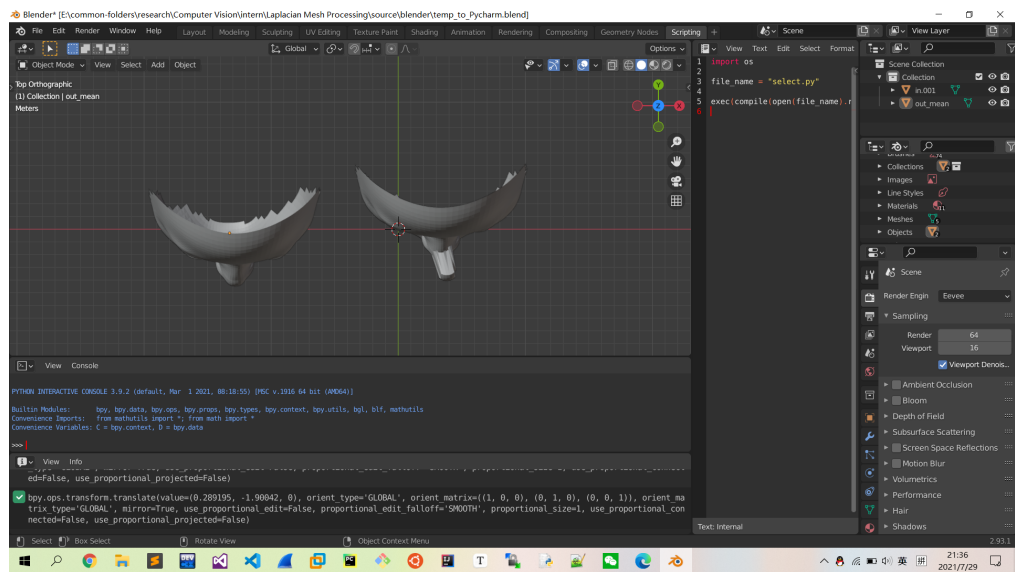 Blender* [E:\common-folders\research\Computer Vision\intern\Laplacian Mesh Processing\source\blender\temp_to_Pycharm.blend]
File Edit Render Window Help Layout Modeling Sculpting UV Editing Texture Paint Shading Animation Rendering Compositing Geometry Nodes Scripting + Scene View Layer
Global Options
Object Mode View Select Add Object
Top Orthographic
(1) Collection | out_mean
Meters
Y
Z
X
View Text Edit Select Format
1 import os
2
3 file_name = "select.py"
4
5 exec(compile(open(file_name).r
6
Text: Internal
Scene Collection
Collection
in.001
out_mean
Collections 2
Images
Line Styles
Materials 11
Meshes 5
Objects 2
Scene
Render Engin Eevee
Sampling
Render 64
Viewport 16
Viewport Denois...
Ambient Occlusion
Bloom
Depth of Field
Subsurface Scattering
Screen Space Reflections
Motion Blur
Volumetrics
Performance
Hair
Shadows
View Console
PYTHON INTERACTIVE CONSOLE 3.9.2 (default, Mar 1 2021, 08:18:55) [MSC v.1916 64 bit (AMD64)]
Builtin Modules: bpy, bpy.data, bpy.ops, bpy.props, bpy.types, bpy.context, bpy.utils, bgl, blf, mathutils
Convenience Imports: from mathutils import *; from math import *
Convenience Variables: C = bpy.context, D = bpy.data
>>>
View Info
ed=False, use_proportional_projected=False)
bpy.ops.transform.translate(value=(0.289195, -1.90042, 0), orient_type='GLOBAL', orient_matrix=((1, 0, 0), (0, 1, 0), (0, 0, 1)), orient_ma
trix_type='GLOBAL', mirror=True, use_proportional_edit=False, proportional_edit_falloff='SMOOTH', proportional_size=1, use_proportional_con
nected=False, use_proportional_projected=False)
Select Box Select Rotate View Object Context Menu 2.93.1
英 拼 21:36
2021/7/29